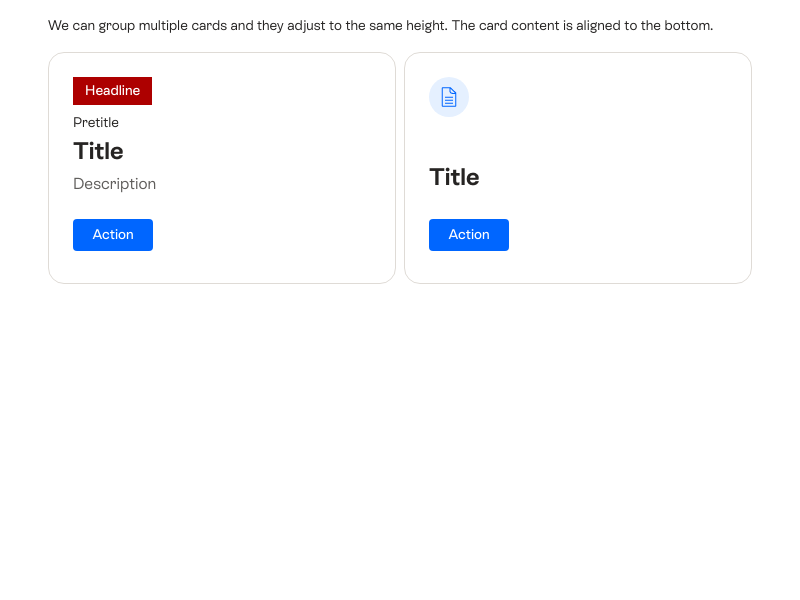 We can group multiple cards and they adjust to the same height. The card content is aligned to the bottom.
Headline
Pretitle
Title
Description
Action
Title
Action